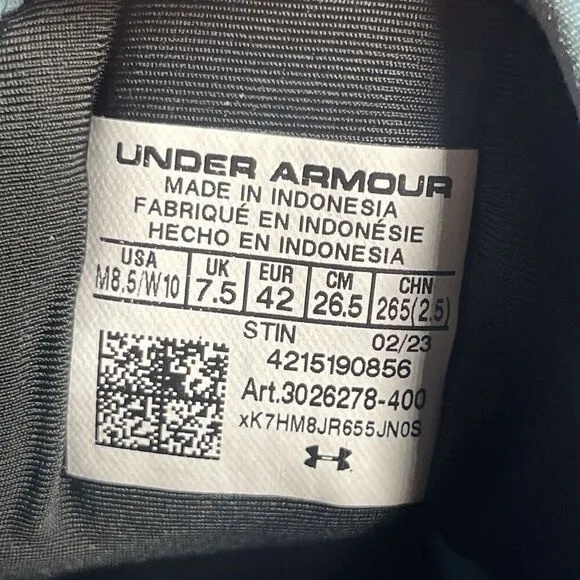 UNDER ARMOUR
MADE IN INDONESIA
FABRIQUÉ EN INDONÉSIE
HECHO EN INDONESIA
USA UK EUR CM CHN
M8.5/W10 7.5 42 26.5 265(2.5)
STIN 02/23
4215190856
Art.3026278-400
xK7HM8JR655JN0S